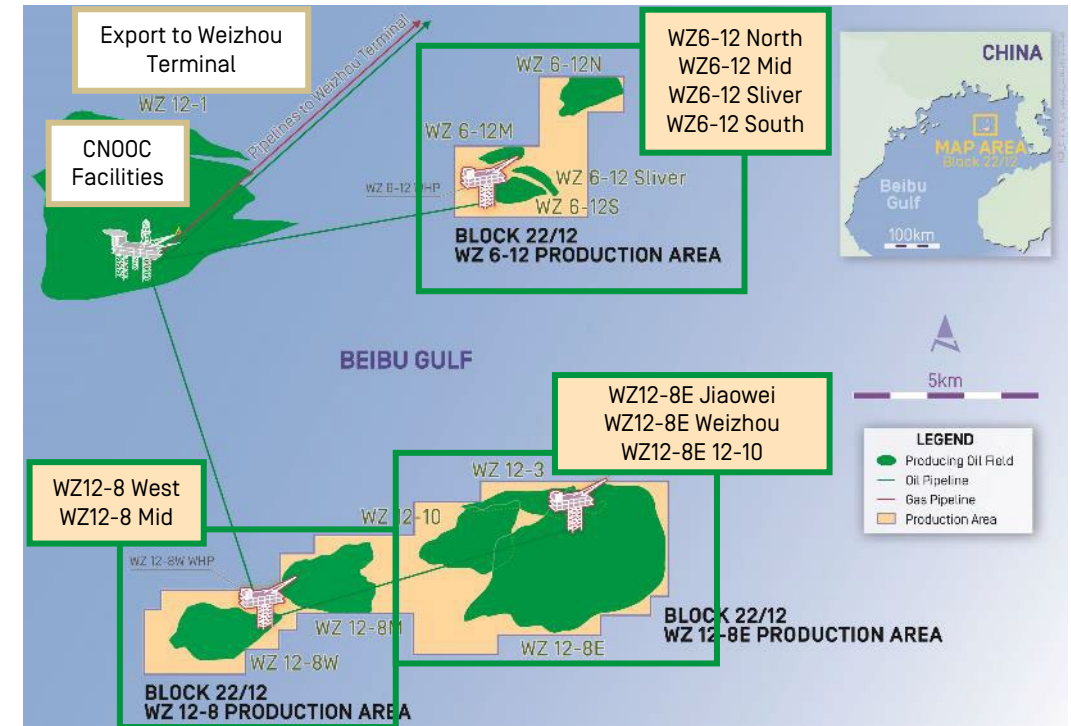 Export to Weizhou
Terminal
WZ 12-1
CNOOC
Facilities
Pipelines to Weizhou Terminal
WZ 6-12N
WZ 6-12M
WZ 6-12 WHP
WZ 6-12 Sliver
WZ 6-12S
BLOCK 22/12
WZ 6-12 PRODUCTION AREA
WZ6-12 North
WZ6-12 Mid
WZ6-12 Sliver
WZ6-12 South
CHINA
MAP AREA
Block 22/12
Beibu
Gulf
100km
BEIBU GULF
5km
WZ12-8E Jiaowei
WZ12-8E Weizhou
WZ12-8E 12-10
LEGEND
Producing Oil Field
Oil Pipeline
Gas Pipeline
Production Area
WZ12-8 West
WZ12-8 Mid
WZ 12-3
WZ 12-10
WZ 12-8W WHP
WZ 12-8M
WZ 12-8W
WZ 12-8E
BLOCK 22/12
WZ 12-8E PRODUCTION AREA
BLOCK 22/12
WZ 12-8 PRODUCTION AREA